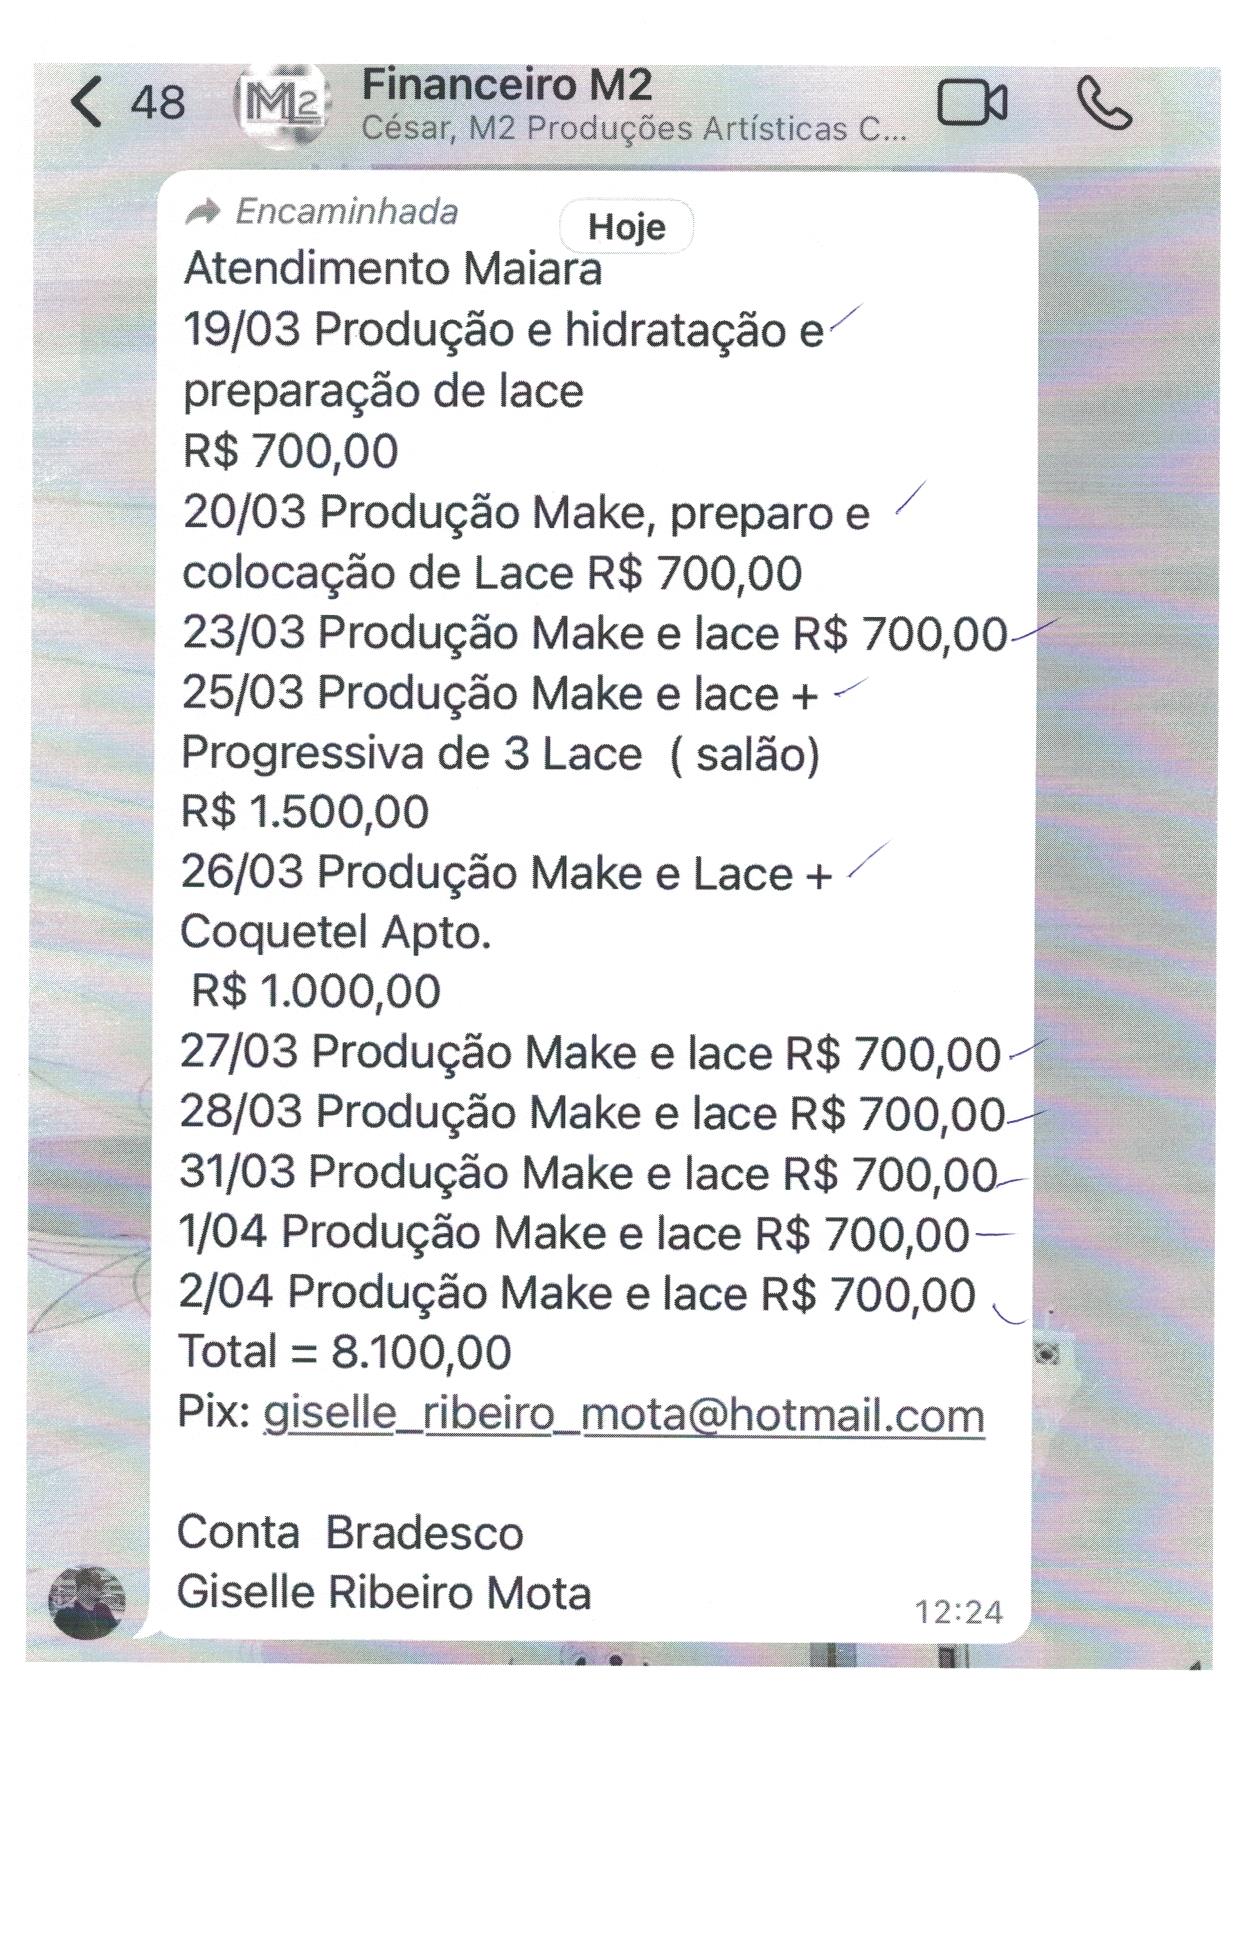 48
M2
Financeiro M2
César, M2 Produções Artísticas C...
Encaminhada
Hoje
Atendimento Maiara
19/03 Produção e hidratação e
preparação de lace
R$ 700,00
20/03 Produção Make, preparo e
colocação de Lace R$ 700,00
23/03 Produção Make e lace R$ 700,00
25/03 Produção Make e lace +
Progressiva de 3 Lace ( salão)
R$ 1.500,00
26/03 Produção Make e Lace +
Coquetel Apto.
R$ 1.000,00
27/03 Produção Make e lace R$ 700,00
28/03 Produção Make e lace R$ 700,00
31/03 Produção Make e lace R$ 700,00
1/04 Produção Make e lace R$ 700,00
2/04 Produção Make e lace R$ 700,00
Total = 8.100,00
Pix: giselle_ribeiro_mota@hotmail.com
Conta Bradesco
Giselle Ribeiro Mota
12:24